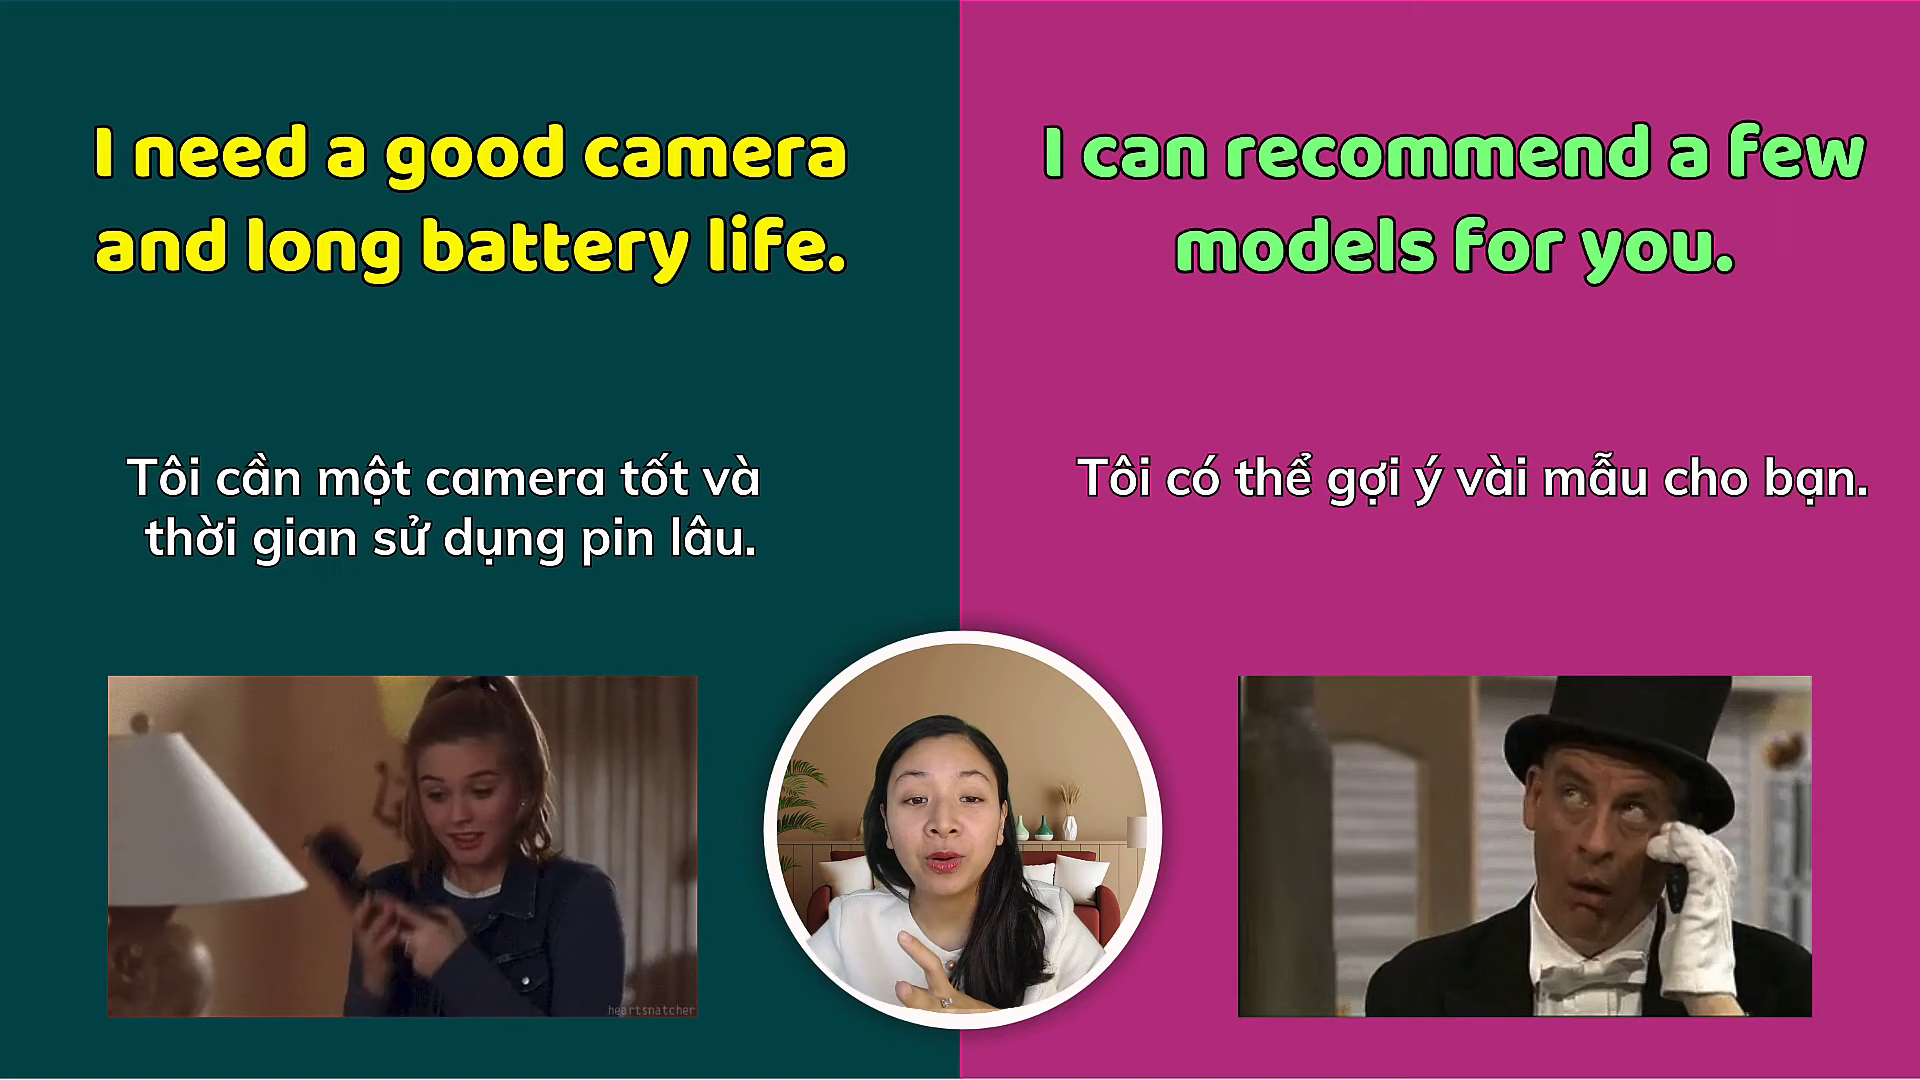 I need a good camera
and long battery life.
Tôi cần một camera tốt và
thời gian sử dụng pin lâu.
I can recommend a few
models for you.
Tôi có thể gợi ý vài mẫu cho bạn.
heartsnatcher